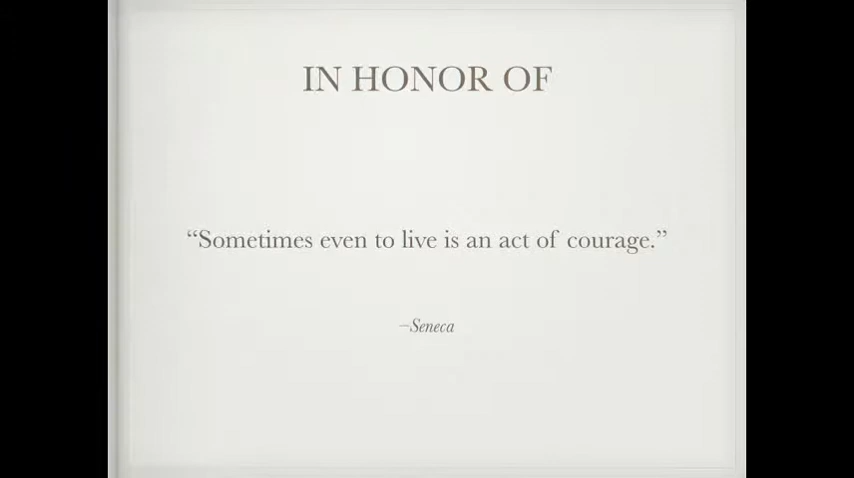 IN HONOR OF
“Sometimes even to live is an act of courage.”
–Seneca